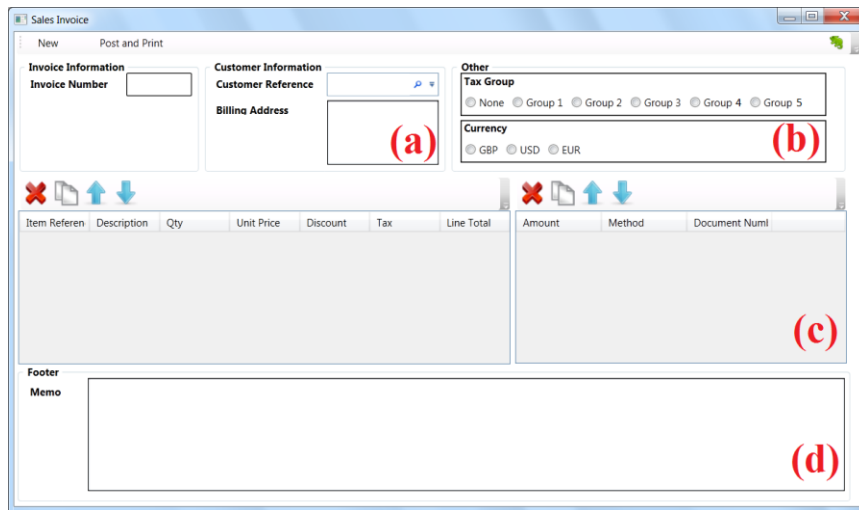 Sales Invoice
New Post and Print
Invoice Information Customer Information Other
Invoice Number Customer Reference Tax Group
None Group 1 Group 2 Group 3 Group 4 Group 5
Billing Address
(a) (b)
Currency
GBP USD EUR
Item Referen Description Qty Unit Price Discount Tax Line Total Amount Method Document Numl
(c)
Footer
Memo
(d)